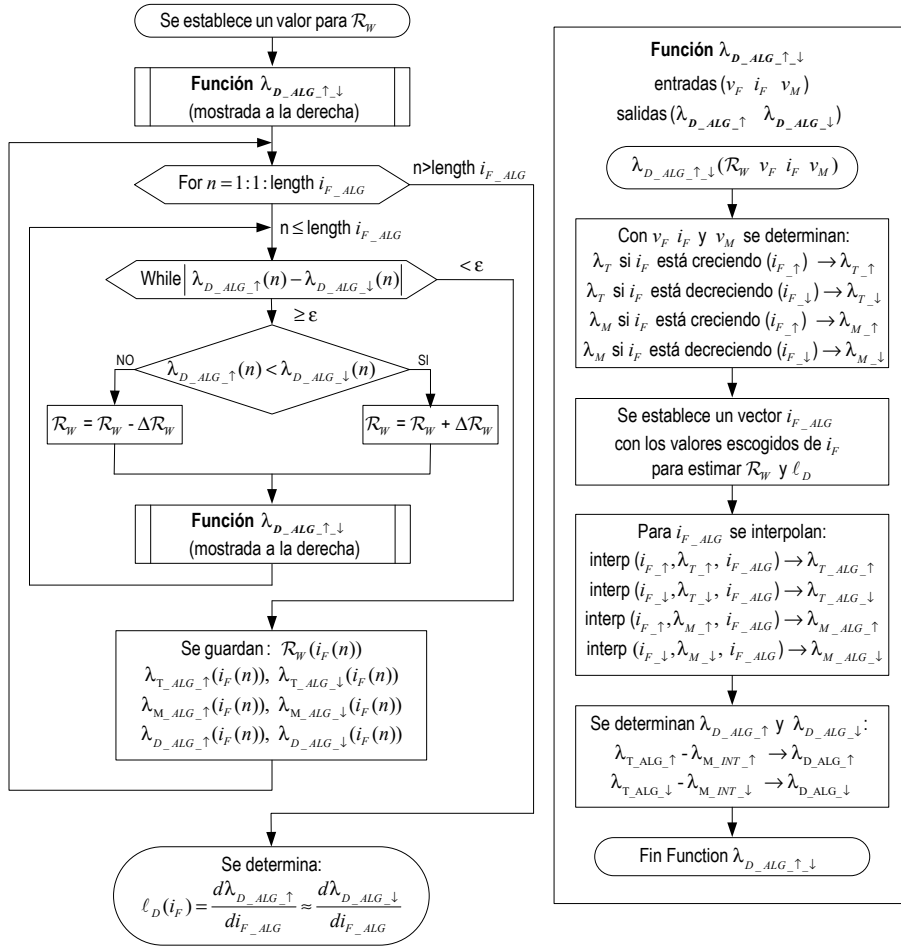 Se establece un valor para ℛ_W
Función λ_D_ALG_↑_↓
(mostrada a la derecha)
For n = 1:1: length i_F_ALG
n>length i_F_ALG
n ≤ length i_F_ALG
While | λ_D_ALG_↑(n) − λ_D_ALG_↓(n) |
< ε
≥ ε
NO
λ_D_ALG_↑(n) < λ_D_ALG_↓(n)
SI
ℛ_W = ℛ_W - Δℛ_W
ℛ_W = ℛ_W + Δℛ_W
Función λ_D_ALG_↑_↓
(mostrada a la derecha)
Se guardan: ℛ_W(i_F(n))
λ_T_ALG_↑(i_F(n)), λ_T_ALG_↓(i_F(n))
λ_M_ALG_↑(i_F(n)), λ_M_ALG_↓(i_F(n))
λ_D_ALG_↑(i_F(n)), λ_D_ALG_↓(i_F(n))
Se determina:
ℓ_D(i_F) = dλ_D_ALG_↑ / di_F_ALG ≈ dλ_D_ALG_↓ / di_F_ALG
Función λ_D_ALG_↑_↓
entradas (v_F i_F v_M)
salidas (λ_D_ALG_↑ λ_D_ALG_↓)
λ_D_ALG_↑_↓(ℛ_W v_F i_F v_M)
Con v_F i_F y v_M se determinan:
λ_T si i_F está creciendo (i_F_↑) → λ_T_↑
λ_T si i_F está decreciendo (i_F_↓) → λ_T_↓
λ_M si i_F está creciendo (i_F_↑) → λ_M_↑
λ_M si i_F está decreciendo (i_F_↓) → λ_M_↓
Se establece un vector i_F_ALG
con los valores escogidos de i_F
para estimar ℛ_W y ℓ_D
Para i_F_ALG se interpolan:
interp (i_F_↑, λ_T_↑, i_F_ALG) → λ_T_ALG_↑
interp (i_F_↓, λ_T_↓, i_F_ALG) → λ_T_ALG_↓
interp (i_F_↑, λ_M_↑, i_F_ALG) → λ_M_ALG_↑
interp (i_F_↓, λ_M_↓, i_F_ALG) → λ_M_ALG_↓
Se determinan λ_D_ALG_↑ y λ_D_ALG_↓:
λ_T_ALG_↑ - λ_M_INT_↑ → λ_D_ALG_↑
λ_T_ALG_↓ - λ_M_INT_↓ → λ_D_ALG_↓
Fin Function λ_D_ALG_↑_↓